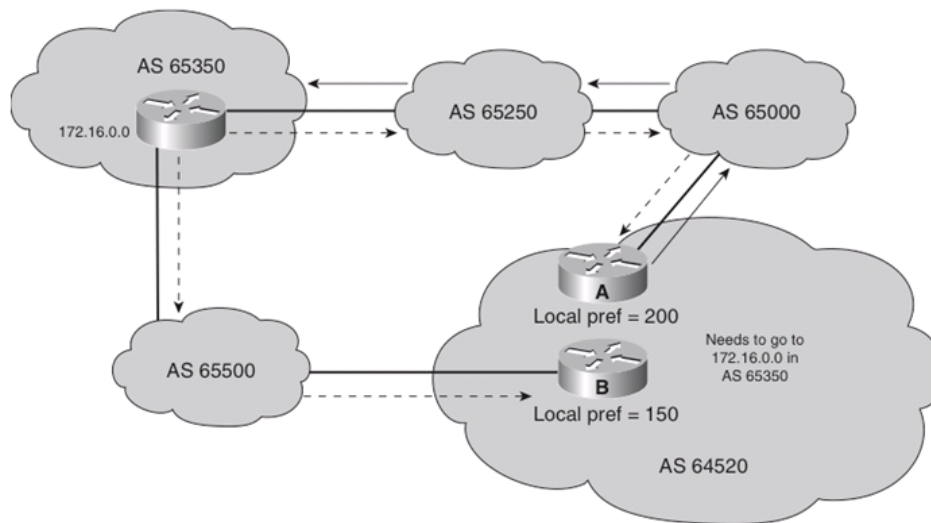 AS 65350
172.16.0.0
AS 65250
AS 65000
A
Local pref = 200
Needs to go to
172.16.0.0 in
AS 65350
AS 65500
B
Local pref = 150
AS 64520